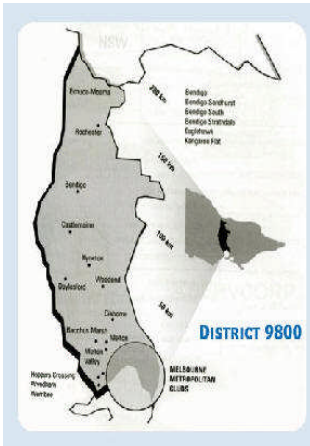 NSW
Echuca-Moama
200 km
Bendigo
Bendigo Sandhurst
Bendigo South
Bendigo Strathdale
Eaglehawk
Kangaroo Flat
Rochester
150 km
Bendigo
Castlemaine
100 km
Kyneton
Daylesford
Woodend
50 km
Gisborne
DISTRICT 9800
Bacchus Marsh
Melton
Valley
MELBOURNE
METROPOLITAN
CLUBS
Hoppers Crossing
Wyndham
Werribee